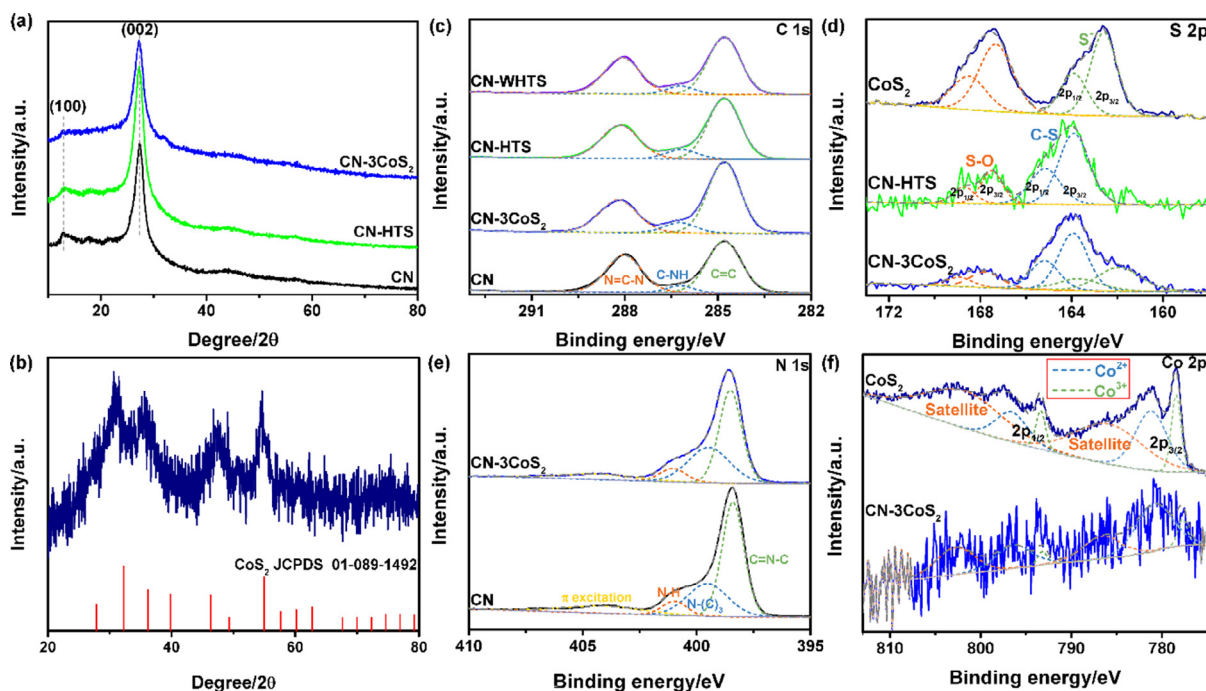 (a)
(002)
(100)
CN-3CoS2
CN-HTS
CN
Intensity/a.u.
10 20 30 40 50 60 70 80
Degree/2θ
(b)
CoS2 JCPDS 01-089-1492
Intensity/a.u.
20 30 40 50 60 70 80
Degree/2θ
(c)
C 1s
CN-WHTS
CN-HTS
CN-3CoS2
N=C-N
C-NH
C=C
CN
Intensity/a.u.
291 288 285 282
Binding energy/eV
(e)
N 1s
CN-3CoS2
C=N-C
N-H
N-(C)3
π excitation
CN
Intensity/a.u.
410 405 400 395
Binding energy/eV
(d)
S 2p
S-
CoS2
2p1/2 2p3/2
C-S
S-O
CN-HTS
2p1/2 2p3/2 2p1/2 2p3/2
CN-3CoS2
Intensity/a.u.
172 168 164 160
Binding energy/eV
(f)
Co 2p
CoS2
Co2+
Co3+
Satellite
2p1/2
Satellite
2p3/2
CN-3CoS2
Intensity/a.u.
810 800 790 780
Binding energy/eV